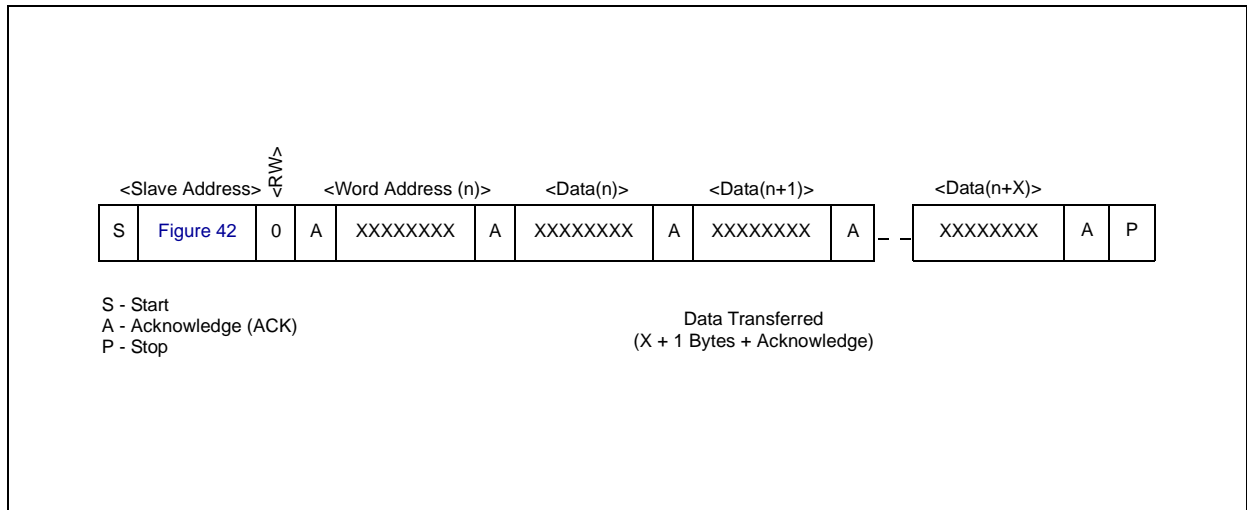 <Slave Address> <RW> <Word Address (n)> <Data(n)> <Data(n+1)> <Data(n+X)>
S Figure 42 0 A XXXXXXXX A XXXXXXXX A XXXXXXXX A XXXXXXXX A P
S - Start
A - Acknowledge (ACK)
P - Stop
Data Transferred
(X + 1 Bytes + Acknowledge)